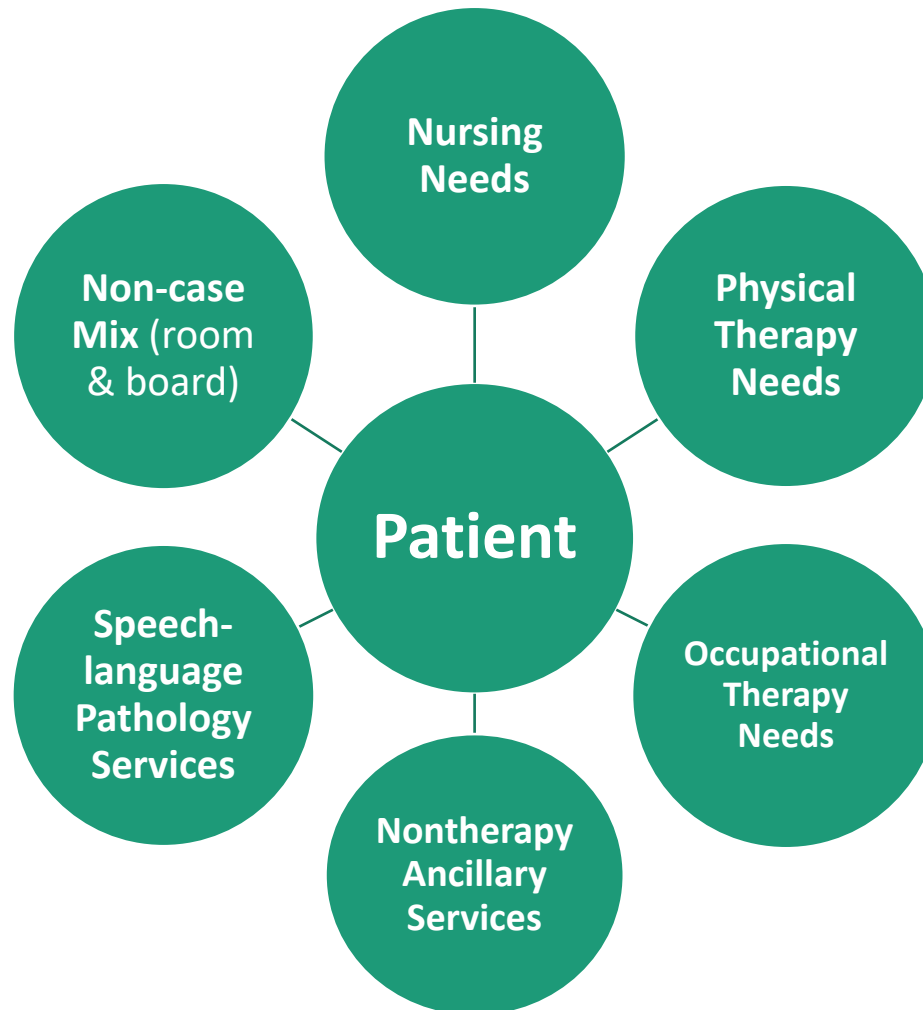 Nursing
Needs
Non-case
Mix (room
& board)
Physical
Therapy
Needs
Patient
Speech-
language
Pathology
Services
Occupational
Therapy
Needs
Nontherapy
Ancillary
Services